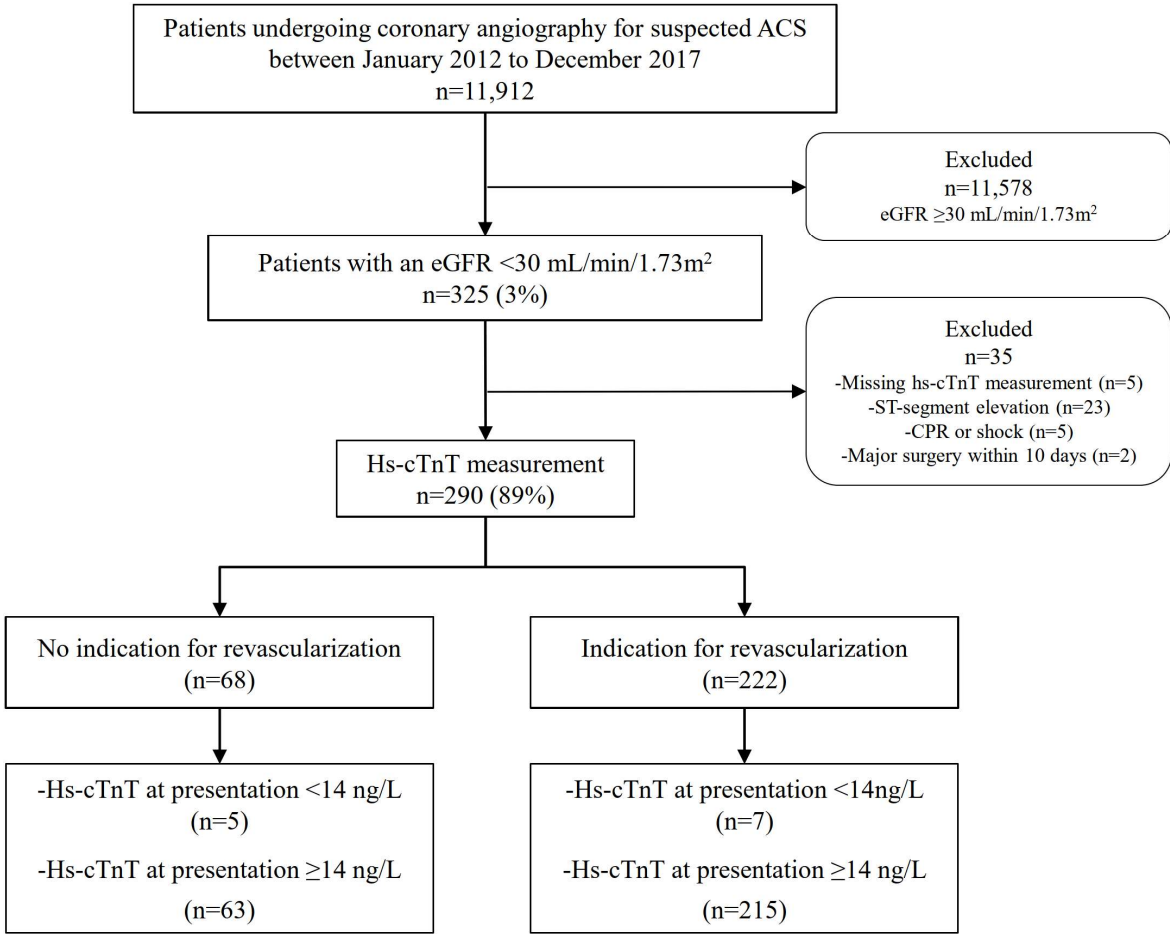 Patients undergoing coronary angiography for suspected ACS
between January 2012 to December 2017
n=11,912
Excluded
n=11,578
eGFR ≥30 mL/min/1.73m²
Patients with an eGFR <30 mL/min/1.73m²
n=325 (3%)
Excluded
n=35
-Missing hs-cTnT measurement (n=5)
-ST-segment elevation (n=23)
-CPR or shock (n=5)
-Major surgery within 10 days (n=2)
Hs-cTnT measurement
n=290 (89%)
No indication for revascularization
(n=68)
Indication for revascularization
(n=222)
-Hs-cTnT at presentation <14 ng/L
(n=5)
-Hs-cTnT at presentation ≥14 ng/L
(n=63)
-Hs-cTnT at presentation <14ng/L
(n=7)
-Hs-cTnT at presentation ≥14 ng/L
(n=215)